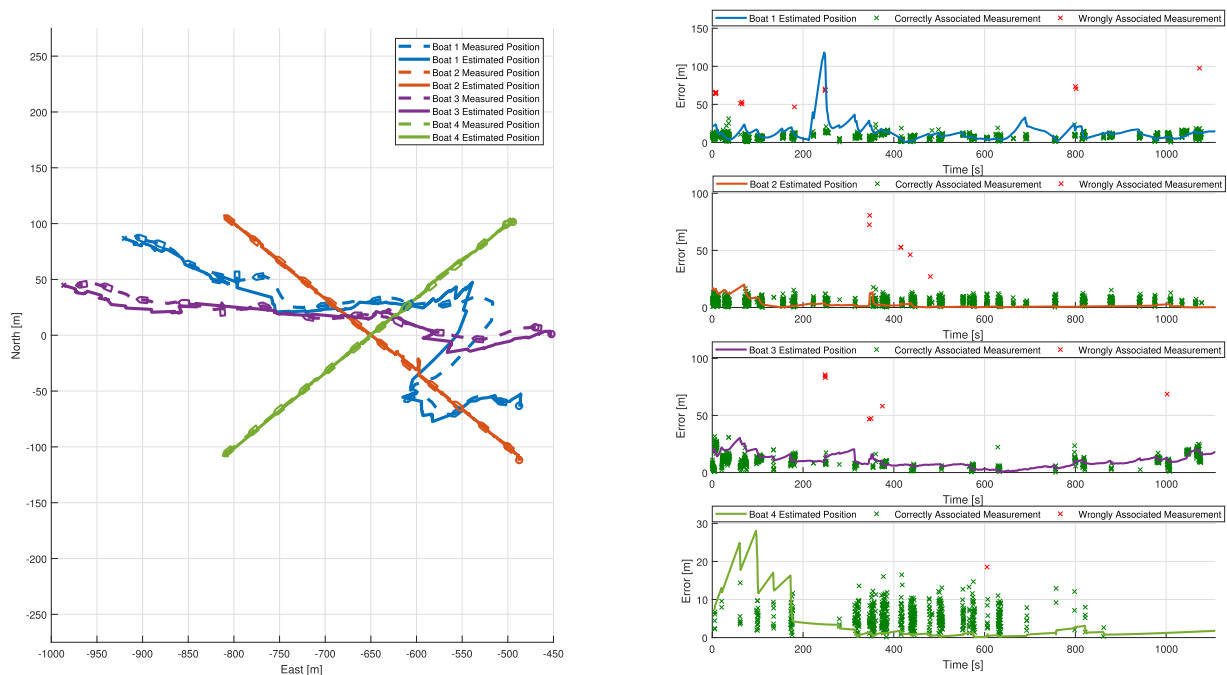 250
200
150
100
50
0
-50
-100
-150
-200
-250
North [m]
-1000 -950 -900 -850 -800 -750 -700 -650 -600 -550 -500 -450
East [m]
Boat 1 Measured Position
Boat 1 Estimated Position
Boat 2 Measured Position
Boat 2 Estimated Position
Boat 3 Measured Position
Boat 3 Estimated Position
Boat 4 Measured Position
Boat 4 Estimated Position
Boat 1 Estimated Position Correctly Associated Measurement Wrongly Associated Measurement
150
100
50
0
Error [m]
0 200 400 600 800 1000
Time [s]
Boat 2 Estimated Position Correctly Associated Measurement Wrongly Associated Measurement
100
50
0
Error [m]
0 200 400 600 800 1000
Time [s]
Boat 3 Estimated Position Correctly Associated Measurement Wrongly Associated Measurement
100
50
0
Error [m]
0 200 400 600 800 1000
Time [s]
Boat 4 Estimated Position Correctly Associated Measurement Wrongly Associated Measurement
30
20
10
0
Error [m]
0 200 400 600 800 1000
Time [s]